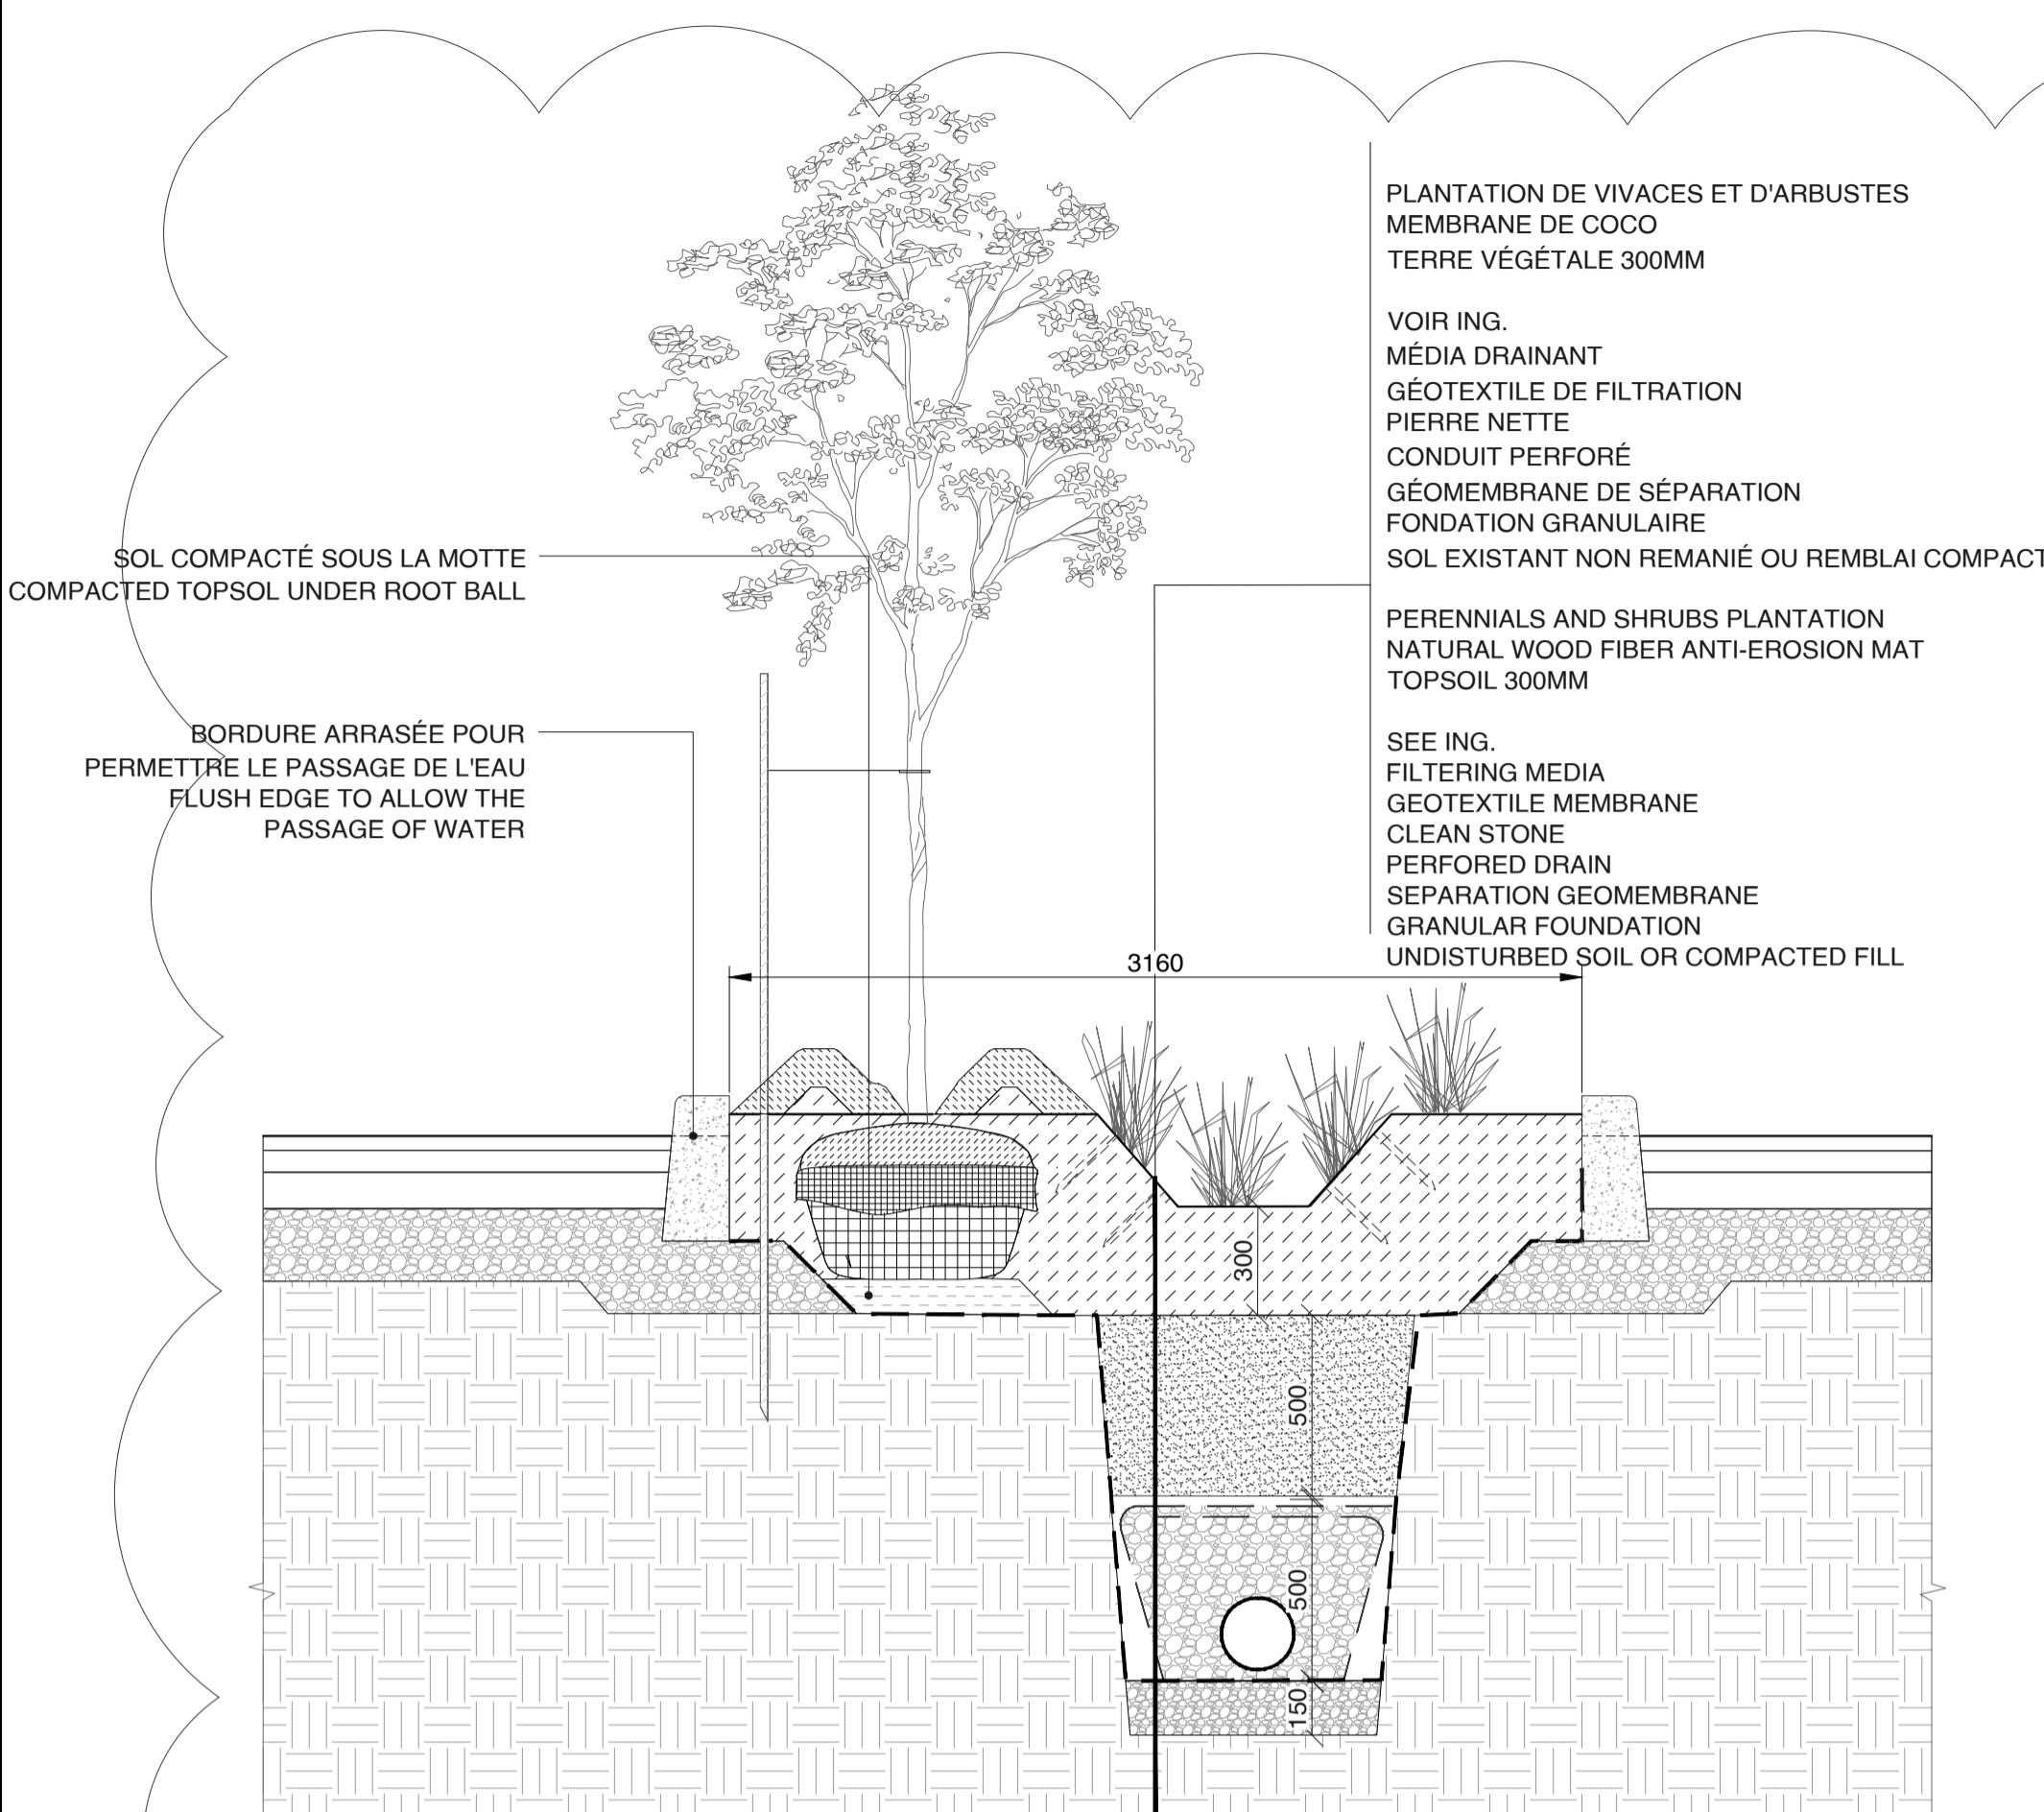 PLANTATION DE VIVACES ET D'ARBUSTES
MEMBRANE DE COCO
TERRE VÉGÉTALE 300MM
VOIR ING.
MÉDIA DRAINANT
GÉOTEXTILE DE FILTRATION
PIERRE NETTE
CONDUIT PERFORÉ
GÉOMEMBRANE DE SÉPARATION
FONDATION GRANULAIRE
SOL EXISTANT NON REMANIÉ OU REMBLAI COMPACT
PERENNIALS AND SHRUBS PLANTATION
NATURAL WOOD FIBER ANTI-EROSION MAT
TOPSOIL 300MM
SEE ING.
FILTERING MEDIA
GEOTEXTILE MEMBRANE
CLEAN STONE
PERFORED DRAIN
SEPARATION GEOMEMBRANE
GRANULAR FOUNDATION
UNDISTURBED SOIL OR COMPACTED FILL
SOL COMPACTÉ SOUS LA MOTTE
COMPACTED TOPSOL UNDER ROOT BALL
BORDURE ARRASÉE POUR
PERMETTRE LE PASSAGE DE L'EAU
FLUSH EDGE TO ALLOW THE
PASSAGE OF WATER
3160
300
500
500
150